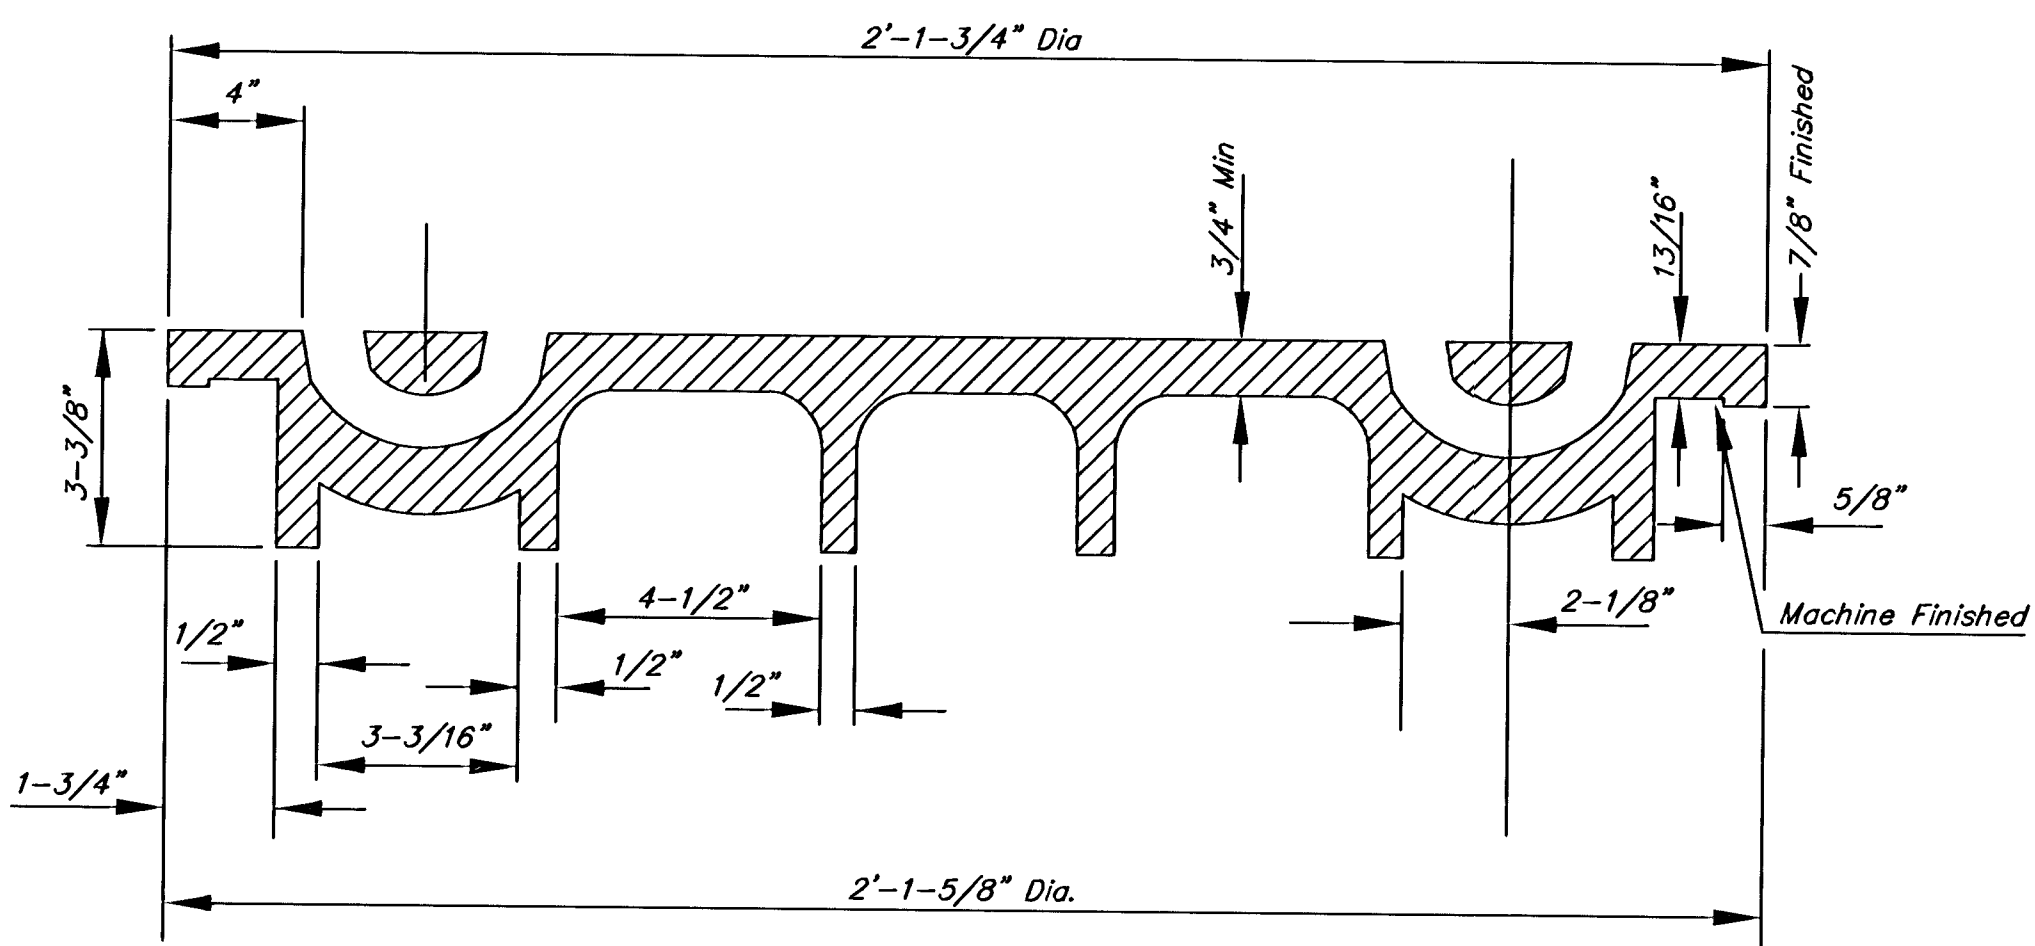 2'-1-3/4" Dia
4"
3/4" Min
13/16"
7/8" Finished
3-3/8"
5/8"
4-1/2"
2-1/8"
Machine Finished
1/2"
1/2"
1/2"
3-3/16"
1-3/4"
2'-1-5/8" Dia.